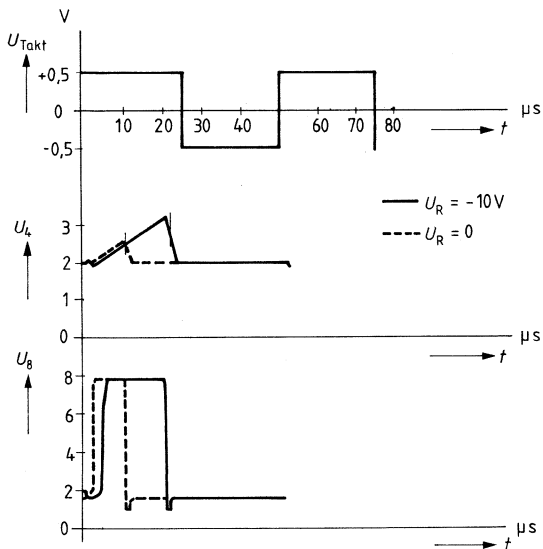 V
U_Takt
+0,5
0
-0,5
10 20 30 40 60 70 80
μs
t
U_4
3
2
1
0
U_R = -10 V
U_R = 0
μs
t
U_8
8
6
4
2
0
μs
t